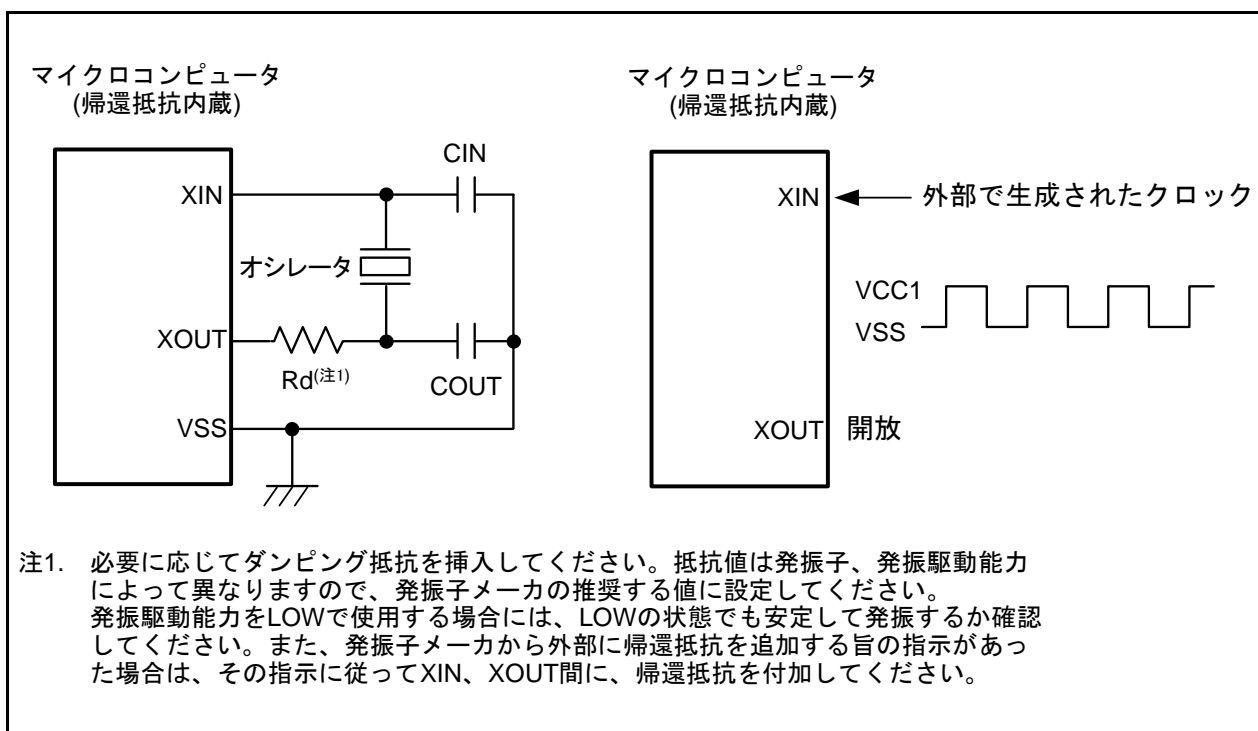 マイクロコンピュータ
(帰還抵抗内蔵)
CIN
XIN
オシレータ
XOUT
Rd(注1)
COUT
VSS
マイクロコンピュータ
(帰還抵抗内蔵)
XIN
外部で生成されたクロック
VCC1
VSS
XOUT
開放
注1. 必要に応じてダンピング抵抗を挿入してください。抵抗値は発振子、発振駆動能力
によって異なりますので、発振子メーカの推奨する値に設定してください。
発振駆動能力をLOWで使用する場合には、LOWの状態でも安定して発振するか確認
してください。また、発振子メーカから外部に帰還抵抗を追加する旨の指示があっ
た場合は、その指示に従ってXIN、XOUT間に、帰還抵抗を付加してください。